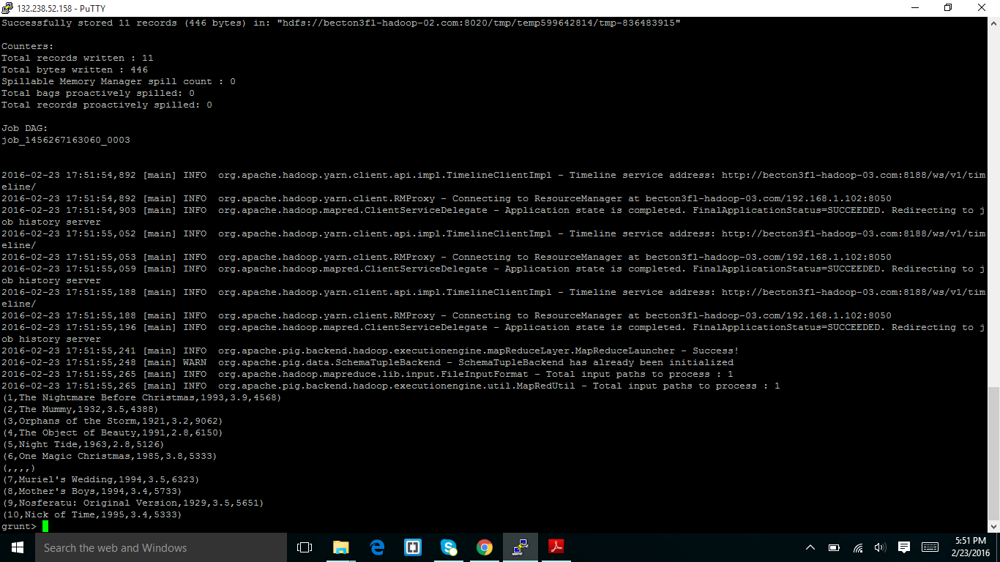 132.238.52.158 - PuTTY
Successfully stored 11 records (446 bytes) in: "hdfs://becton3fl-hadoop-02.com:8020/tmp/temp599642814/tmp-836483915"
Counters:
Total records written : 11
Total bytes written : 446
Spillable Memory Manager spill count : 0
Total bags proactively spilled: 0
Total records proactively spilled: 0
Job DAG:
job_1456267163060_0003
2016-02-23 17:51:54,892 [main] INFO  org.apache.hadoop.yarn.client.api.impl.TimelineClientImpl - Timeline service address: http://becton3fl-hadoop-03.com:8188/ws/v1/tim
eline/
2016-02-23 17:51:54,892 [main] INFO  org.apache.hadoop.yarn.client.RMProxy - Connecting to ResourceManager at becton3fl-hadoop-03.com/192.168.1.102:8050
2016-02-23 17:51:54,903 [main] INFO  org.apache.hadoop.mapred.ClientServiceDelegate - Application state is completed. FinalApplicationStatus=SUCCEEDED. Redirecting to j
ob history server
2016-02-23 17:51:55,052 [main] INFO  org.apache.hadoop.yarn.client.api.impl.TimelineClientImpl - Timeline service address: http://becton3fl-hadoop-03.com:8188/ws/v1/tim
eline/
2016-02-23 17:51:55,053 [main] INFO  org.apache.hadoop.yarn.client.RMProxy - Connecting to ResourceManager at becton3fl-hadoop-03.com/192.168.1.102:8050
2016-02-23 17:51:55,059 [main] INFO  org.apache.hadoop.mapred.ClientServiceDelegate - Application state is completed. FinalApplicationStatus=SUCCEEDED. Redirecting to j
ob history server
2016-02-23 17:51:55,188 [main] INFO  org.apache.hadoop.yarn.client.api.impl.TimelineClientImpl - Timeline service address: http://becton3fl-hadoop-03.com:8188/ws/v1/tim
eline/
2016-02-23 17:51:55,188 [main] INFO  org.apache.hadoop.yarn.client.RMProxy - Connecting to ResourceManager at becton3fl-hadoop-03.com/192.168.1.102:8050
2016-02-23 17:51:55,196 [main] INFO  org.apache.hadoop.mapred.ClientServiceDelegate - Application state is completed. FinalApplicationStatus=SUCCEEDED. Redirecting to j
ob history server
2016-02-23 17:51:55,241 [main] INFO  org.apache.pig.backend.hadoop.executionengine.mapReduceLayer.MapReduceLauncher - Success!
2016-02-23 17:51:55,248 [main] WARN  org.apache.pig.data.SchemaTupleBackend - SchemaTupleBackend has already been initialized
2016-02-23 17:51:55,265 [main] INFO  org.apache.hadoop.mapreduce.lib.input.FileInputFormat - Total input paths to process : 1
2016-02-23 17:51:55,265 [main] INFO  org.apache.pig.backend.hadoop.executionengine.util.MapRedUtil - Total input paths to process : 1
(1,The Nightmare Before Christmas,1993,3.9,4568)
(2,The Mummy,1932,3.5,4388)
(3,Orphans of the Storm,1921,3.2,9062)
(4,The Object of Beauty,1991,2.8,6150)
(5,Night Tide,1963,2.8,5126)
(6,One Magic Christmas,1985,3.8,5333)
(,,,,)
(7,Muriel's Wedding,1994,3.5,6323)
(8,Mother's Boys,1994,3.4,5733)
(9,Nosferatu: Original Version,1929,3.5,5651)
(10,Nick of Time,1995,3.4,5333)
grunt>
Search the web and Windows
5:51 PM
2/23/2016